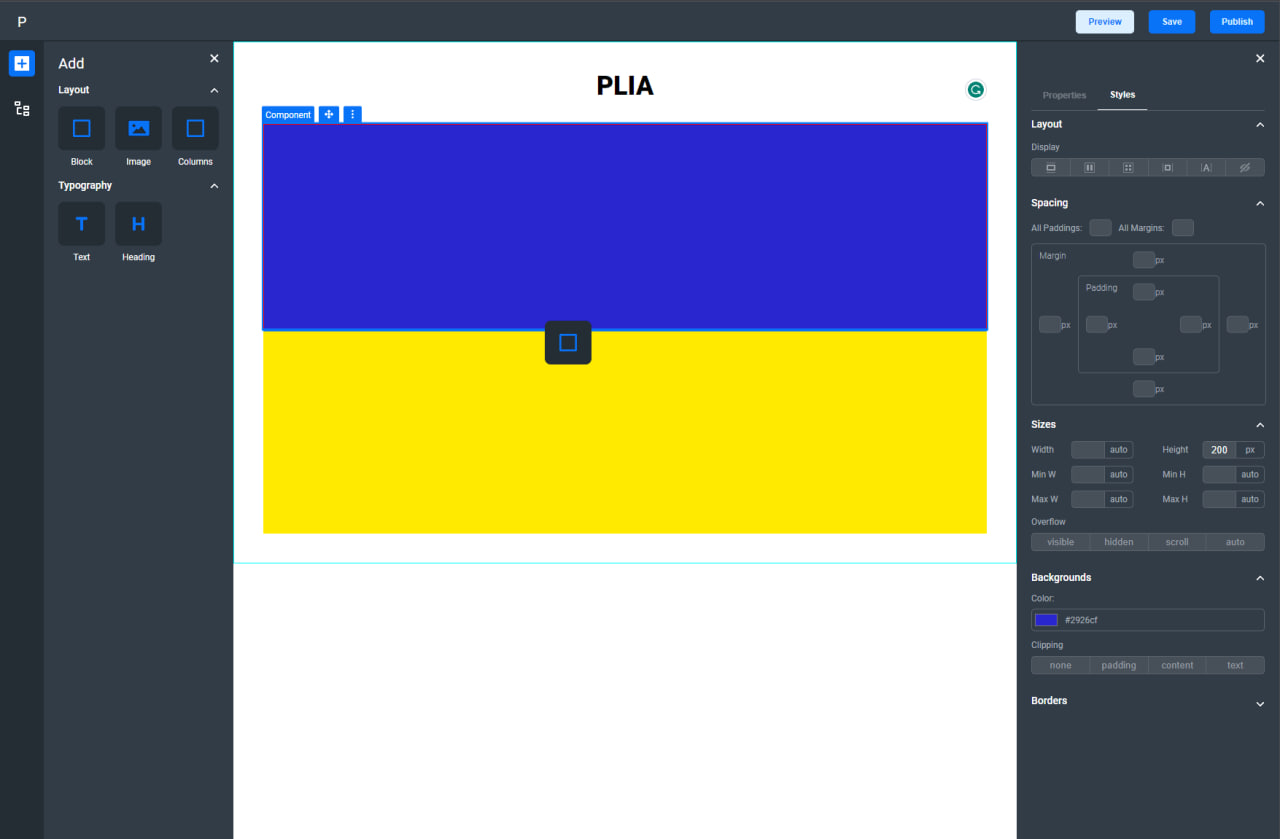 P
Preview
Save
Publish
Add
Layout
Block
Image
Columns
Typography
T
H
Text
Heading
PLIA
Component
Properties
Styles
Layout
Display
A
Spacing
All Paddings:
All Margins:
Margin
px
Padding
px
px
px
px
px
px
px
Sizes
Width
auto
Height
200
px
Min W
auto
Min H
auto
Max W
auto
Max H
auto
Overflow
visible
hidden
scroll
auto
Backgrounds
Color:
#2926cf
Clipping
none
padding
content
text
Borders